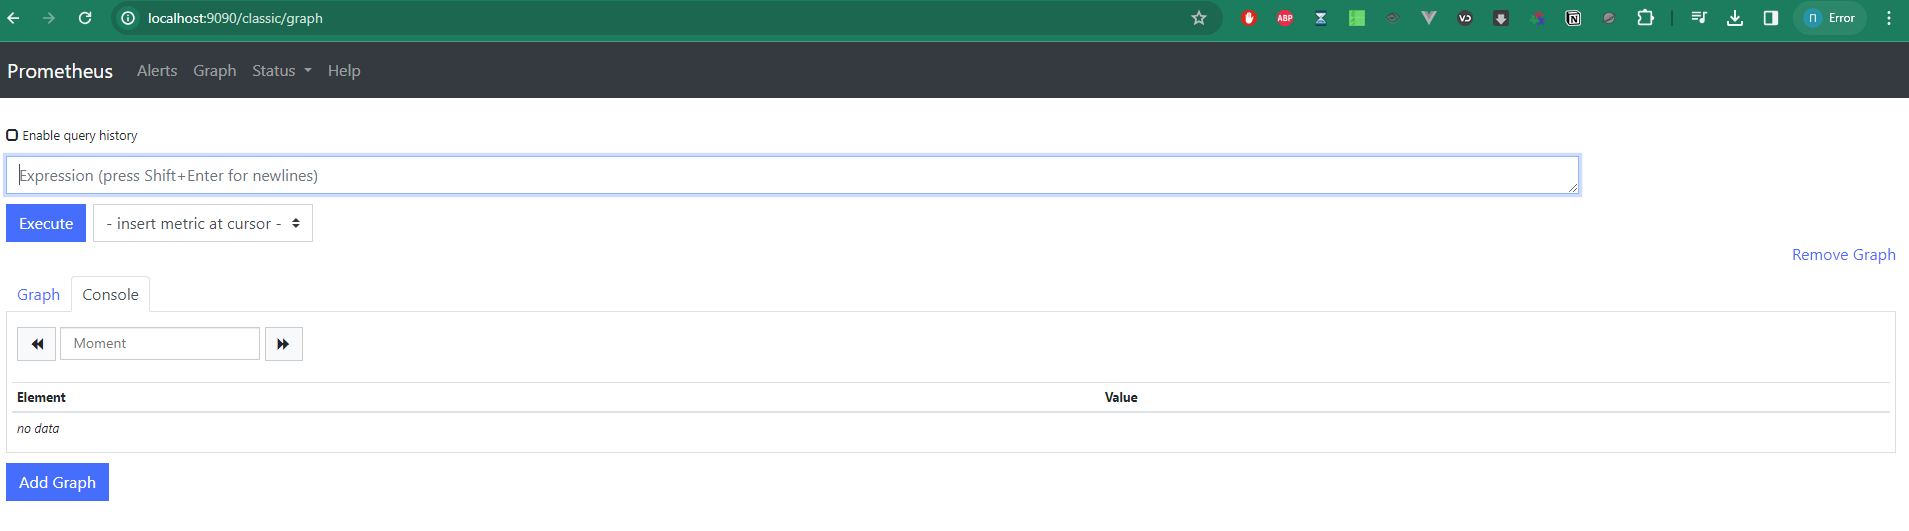 localhost:9090/classic/graph
ABP
VD
N
П Error
Prometheus Alerts Graph Status Help
Enable query history
Expression (press Shift+Enter for newlines)
Execute - insert metric at cursor -
Remove Graph
Graph Console
Moment
Element Value
no data
Add Graph